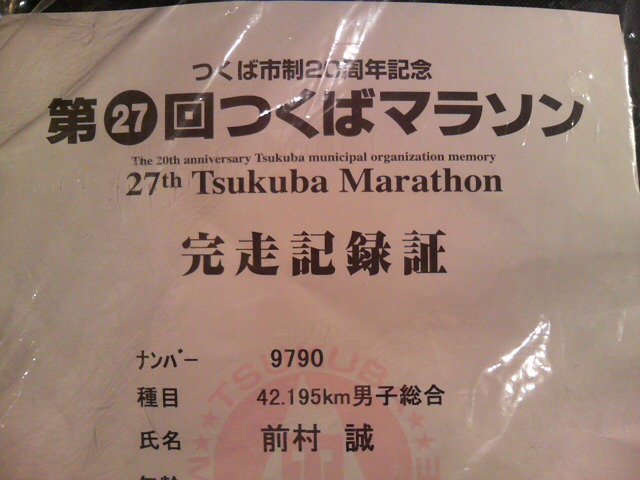 つくば市制20周年記念
第27回つくばマラソン
The 20th anniversary Tsukuba municipal organization memory
27th Tsukuba Marathon
完走記録証
ナンバー 9790
種目 42.195km男子総合
氏名 前村 誠